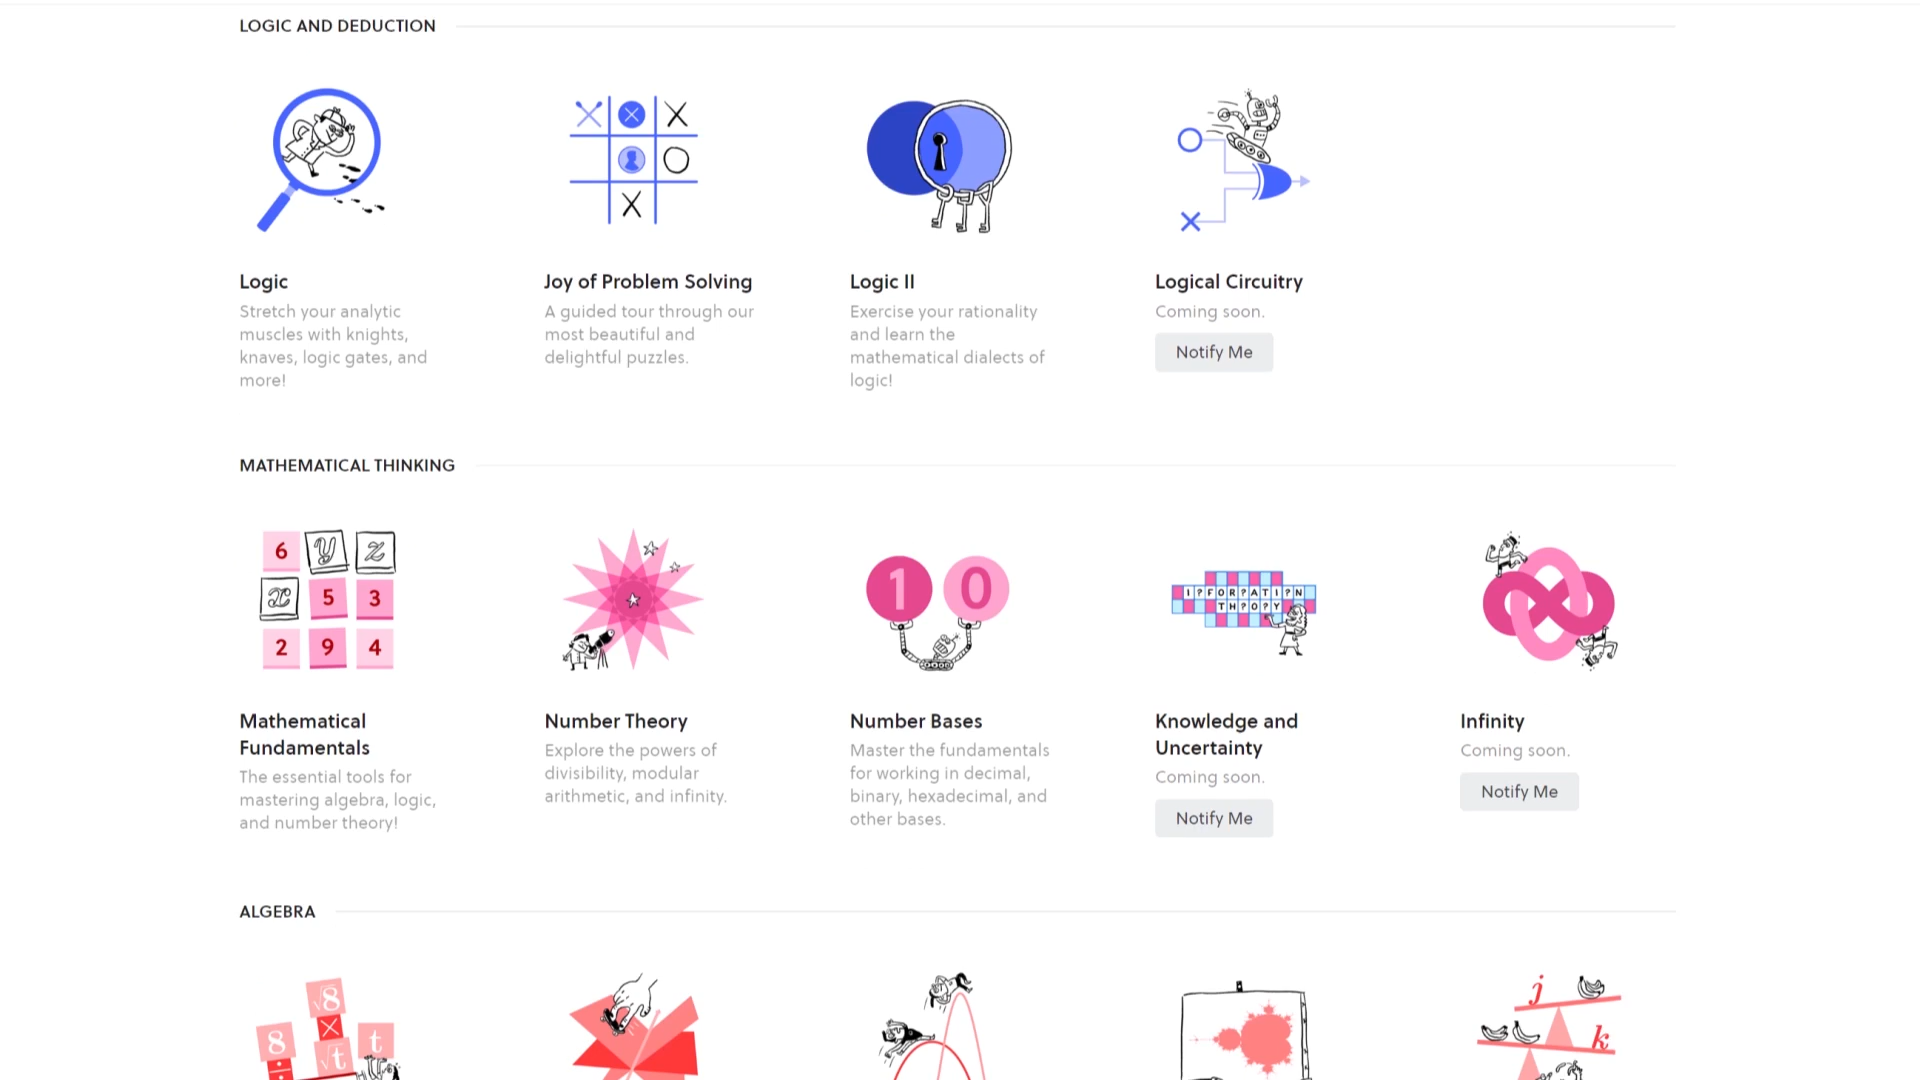 LOGIC AND DEDUCTION
Logic
Stretch your analytic
muscles with knights,
knaves, logic gates, and
more!
Joy of Problem Solving
A guided tour through our
most beautiful and
delightful puzzles.
Logic II
Exercise your rationality
and learn the
mathematical dialects of
logic!
Logical Circuitry
Coming soon.
Notify Me
MATHEMATICAL THINKING
6 y z
x 5 3
2 9 4
Mathematical
Fundamentals
The essential tools for
mastering algebra, logic,
and number theory!
Number Theory
Explore the powers of
divisibility, modular
arithmetic, and infinity.
1 0
Number Bases
Master the fundamentals
for working in decimal,
binary, hexadecimal, and
other bases.
I?FOR?ATI?N
TH?O?Y
Knowledge and
Uncertainty
Coming soon.
Notify Me
Infinity
Coming soon.
Notify Me
ALGEBRA
√8
×
8 √t t
÷
j
k